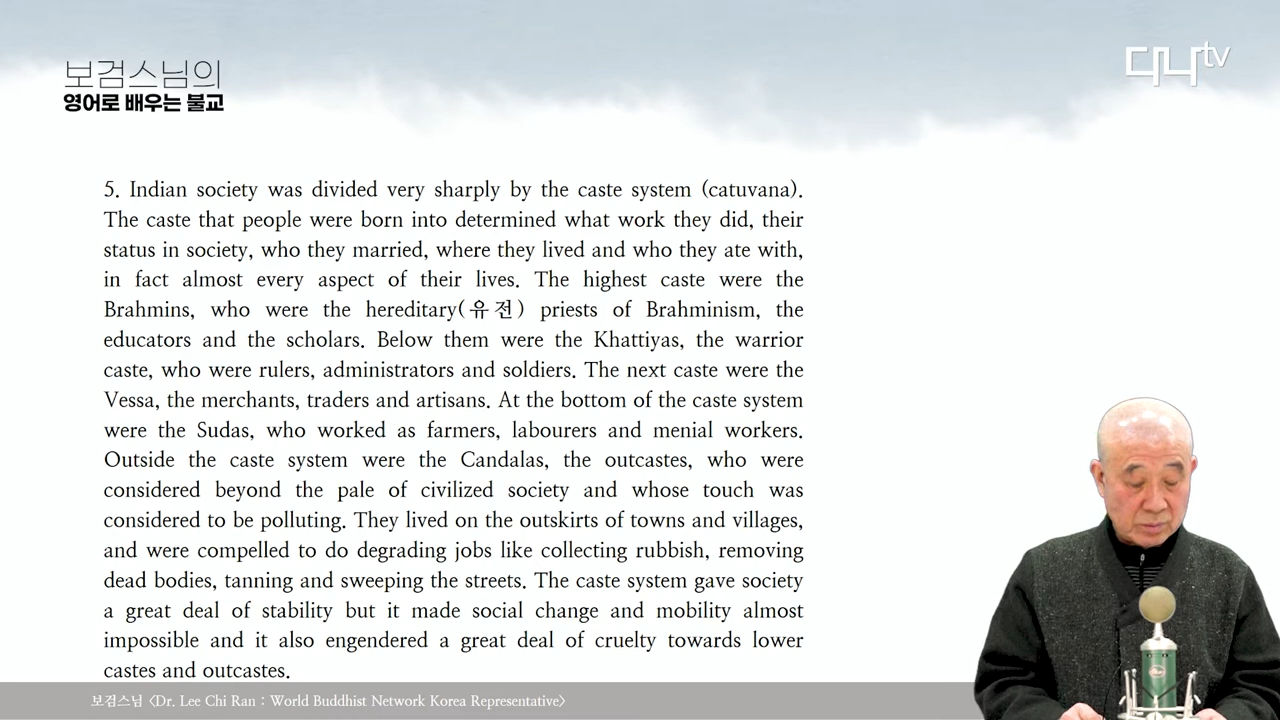 보검스님의
영어로 배우는 불교
다나tv
5. Indian society was divided very sharply by the caste system (catuvana).
The caste that people were born into determined what work they did, their
status in society, who they married, where they lived and who they ate with,
in fact almost every aspect of their lives. The highest caste were the
Brahmins, who were the hereditary(유전) priests of Brahminism, the
educators and the scholars. Below them were the Khattiyas, the warrior
caste, who were rulers, administrators and soldiers. The next caste were the
Vessa, the merchants, traders and artisans. At the bottom of the caste system
were the Sudas, who worked as farmers, labourers and menial workers.
Outside the caste system were the Candalas, the outcastes, who were
considered beyond the pale of civilized society and whose touch was
considered to be polluting. They lived on the outskirts of towns and villages,
and were compelled to do degrading jobs like collecting rubbish, removing
dead bodies, tanning and sweeping the streets. The caste system gave society
a great deal of stability but it made social change and mobility almost
impossible and it also engendered a great deal of cruelty towards lower
castes and outcastes.
보검스님 <Dr. Lee Chi Ran : World Buddhist Network Korea Representative>